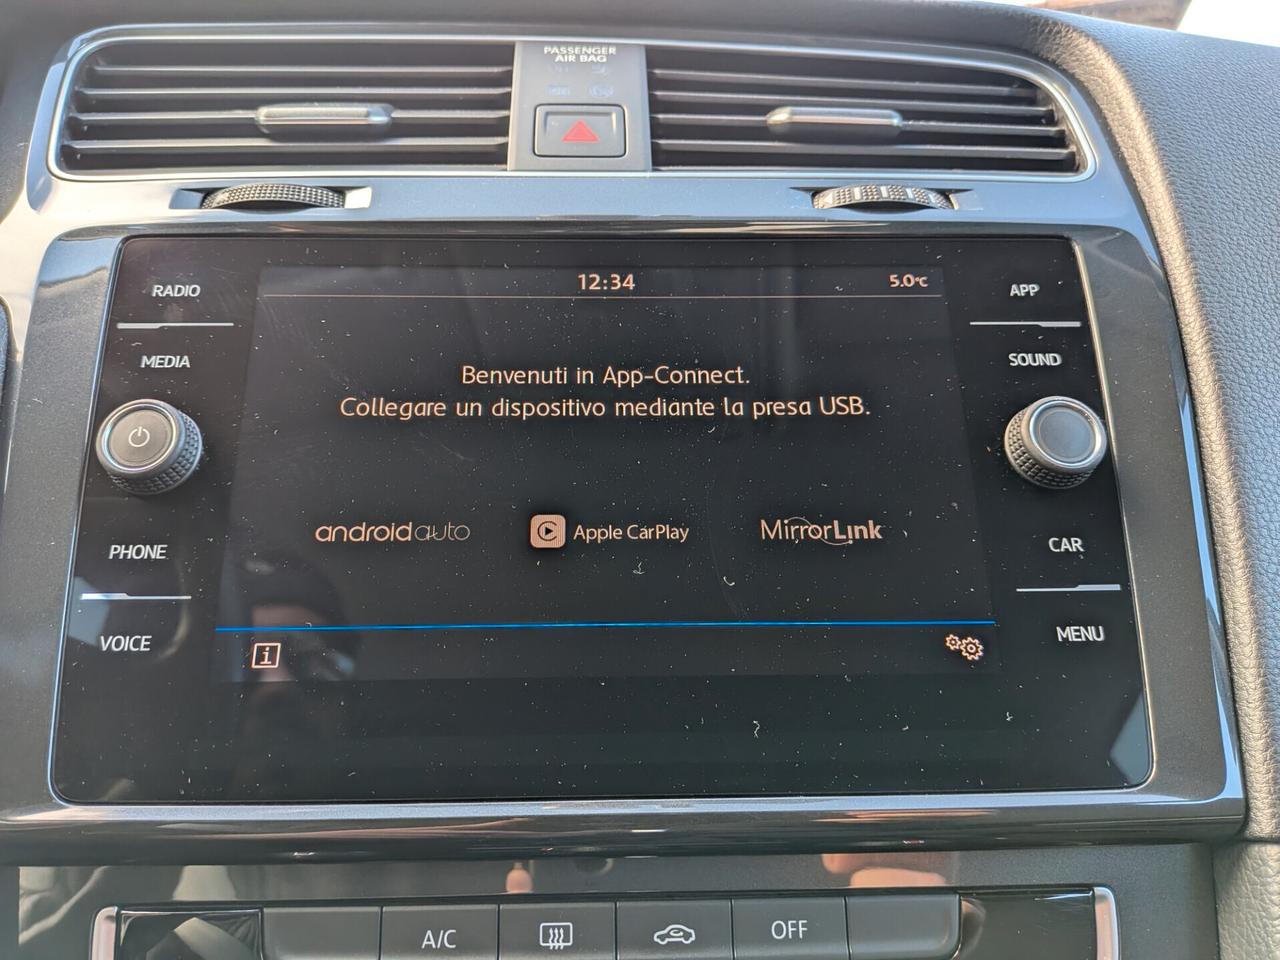 PASSENGER
AIR BAG
RADIO
MEDIA
PHONE
VOICE
12:34
5.0°C
Benvenuti in App-Connect.
Collegare un dispositivo mediante la presa USB.
androidauto
Apple CarPlay
MirrorLink
i
APP
SOUND
CAR
MENU
A/C
OFF